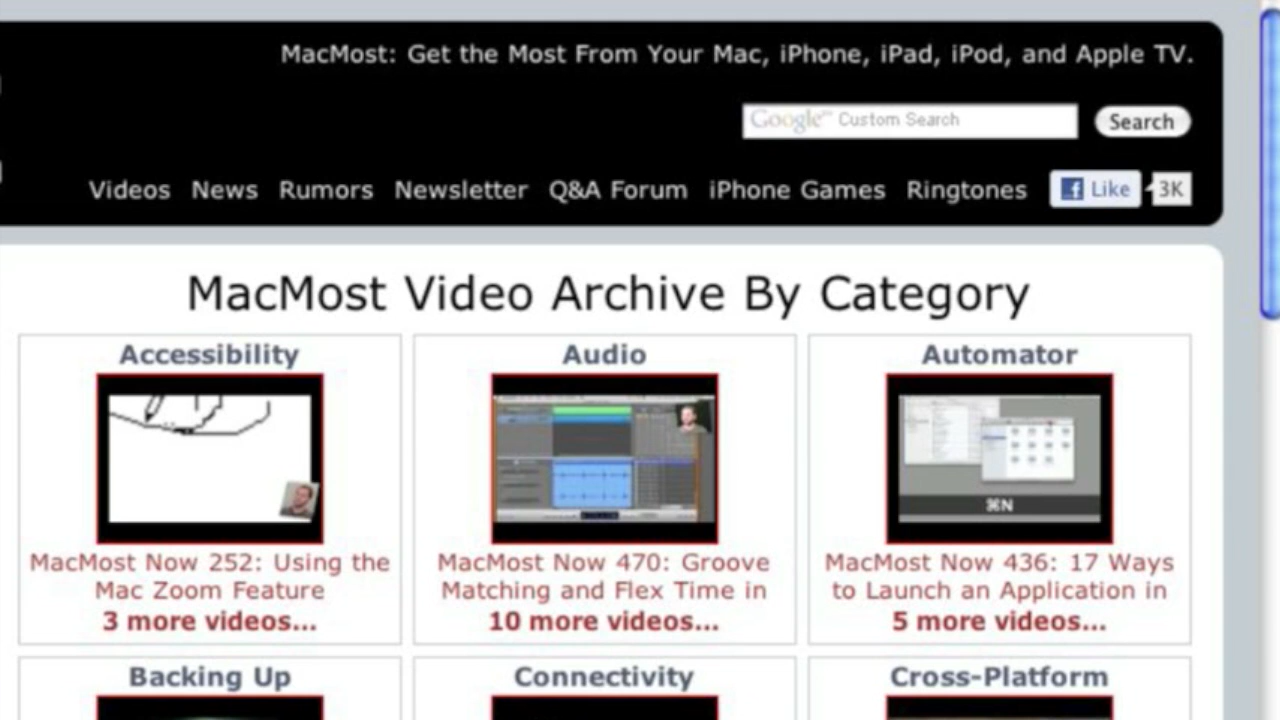 MacMost: Get the Most From Your Mac, iPhone, iPad, iPod, and Apple TV.
Google™ Custom Search Search
Videos News Rumors Newsletter Q&A Forum iPhone Games Ringtones Like 3K
MacMost Video Archive By Category
Accessibility Audio Automator
⌘N
MacMost Now 252: Using the MacMost Now 470: Groove MacMost Now 436: 17 Ways
Mac Zoom Feature Matching and Flex Time in to Launch an Application in
3 more videos... 10 more videos... 5 more videos...
Backing Up Connectivity Cross-Platform